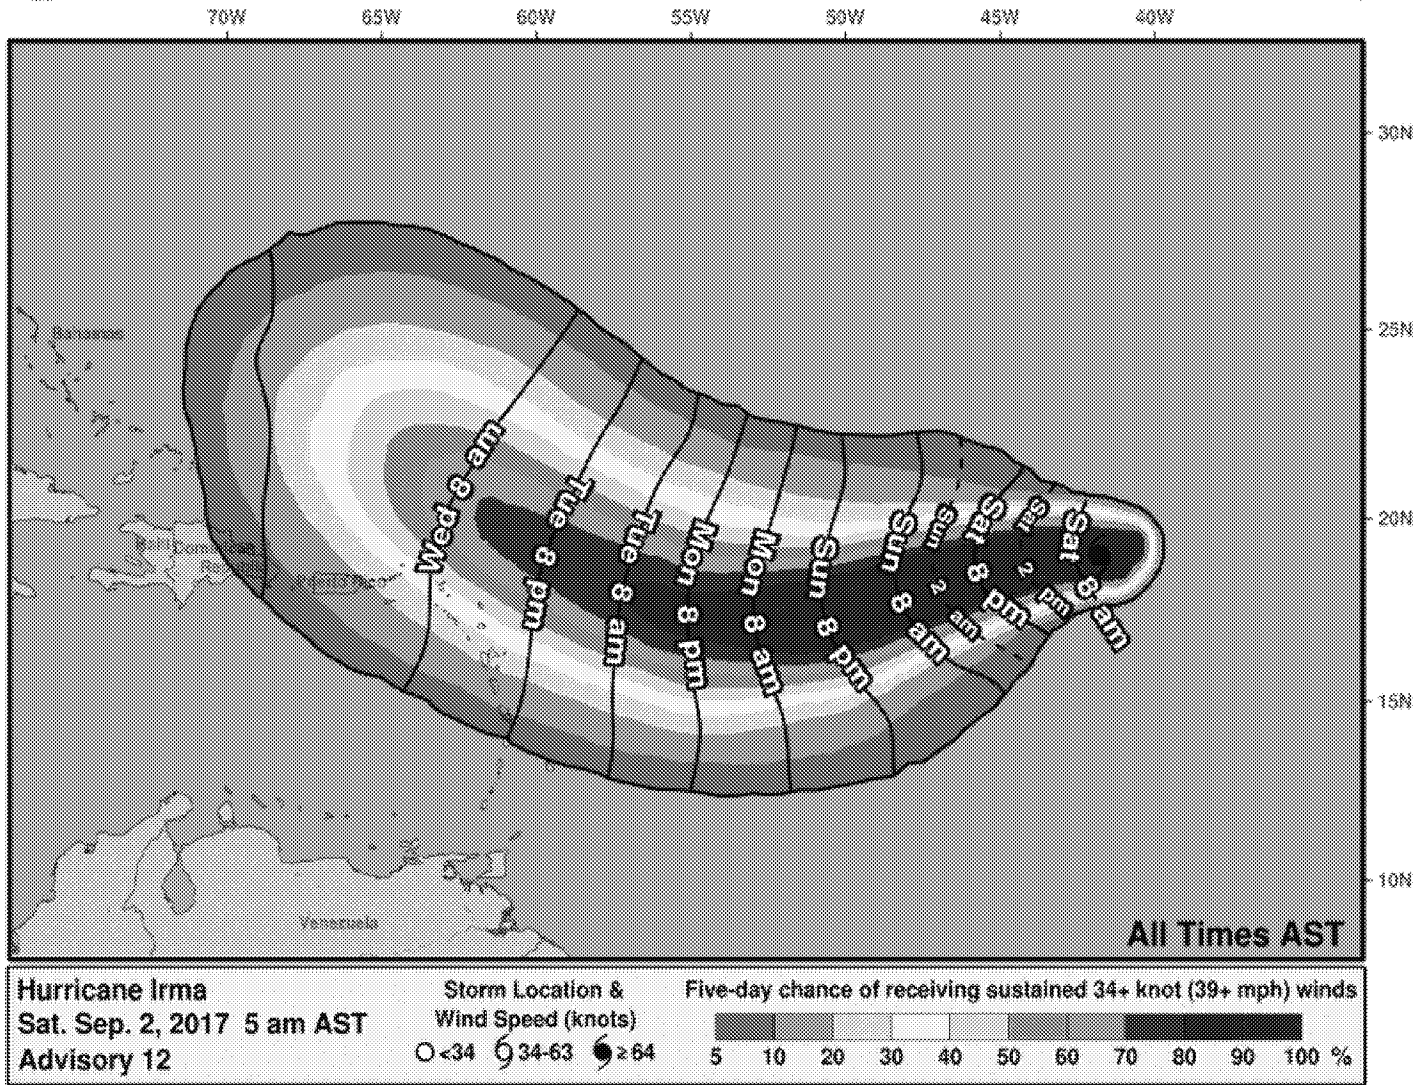 70W 65W 60W 55W 50W 45W 40W
30N
25N
20N
15N
10N
Bahamas
Haiti
Puerto Rico
Venezuela
Wed 8 am
Tue 8 pm
Tue 8 am
Mon 8 pm
Mon 8 am
Sun 8 pm
Sun 8 am
Sun 2 am
Sat 8 pm
Sat 2 pm
Sat 8 am
All Times AST
Hurricane Irma
Sat. Sep. 2, 2017 5 am AST
Advisory 12
Storm Location &
Wind Speed (knots)
<34 34-63 ≥ 64
Five-day chance of receiving sustained 34+ knot (39+ mph) winds
5 10 20 30 40 50 60 70 80 90 100 %